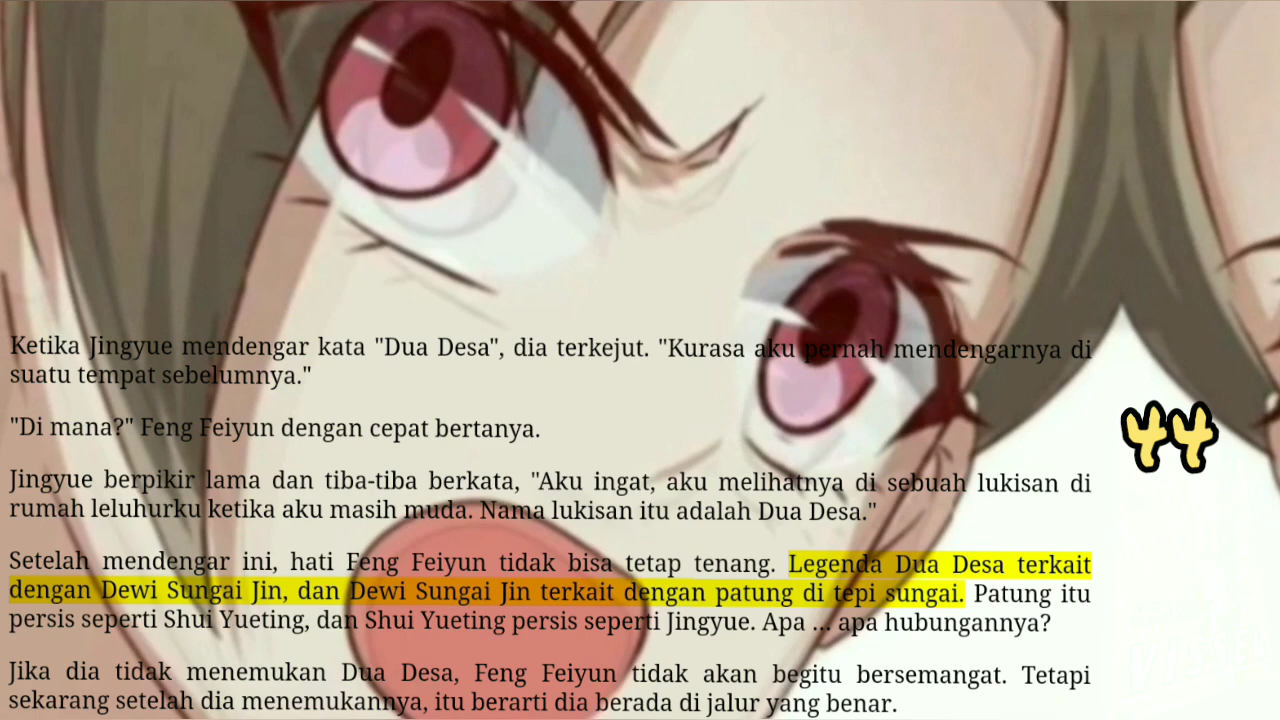 Ketika Jingyue mendengar kata "Dua Desa", dia terkejut. "Kurasa aku pernah mendengarnya di
suatu tempat sebelumnya."
"Di mana?" Feng Feiyun dengan cepat bertanya.
Jingyue berpikir lama dan tiba-tiba berkata, "Aku ingat, aku melihatnya di sebuah lukisan di
rumah leluhurku ketika aku masih muda. Nama lukisan itu adalah Dua Desa."
Setelah mendengar ini, hati Feng Feiyun tidak bisa tetap tenang. Legenda Dua Desa terkait
dengan Dewi Sungai Jin, dan Dewi Sungai Jin terkait dengan patung di tepi sungai. Patung itu
persis seperti Shui Yueting, dan Shui Yueting persis seperti Jingyue. Apa ... apa hubungannya?
Jika dia tidak menemukan Dua Desa, Feng Feiyun tidak akan begitu bersemangat. Tetapi
sekarang setelah dia menemukannya, itu berarti dia berada di jalur yang benar.